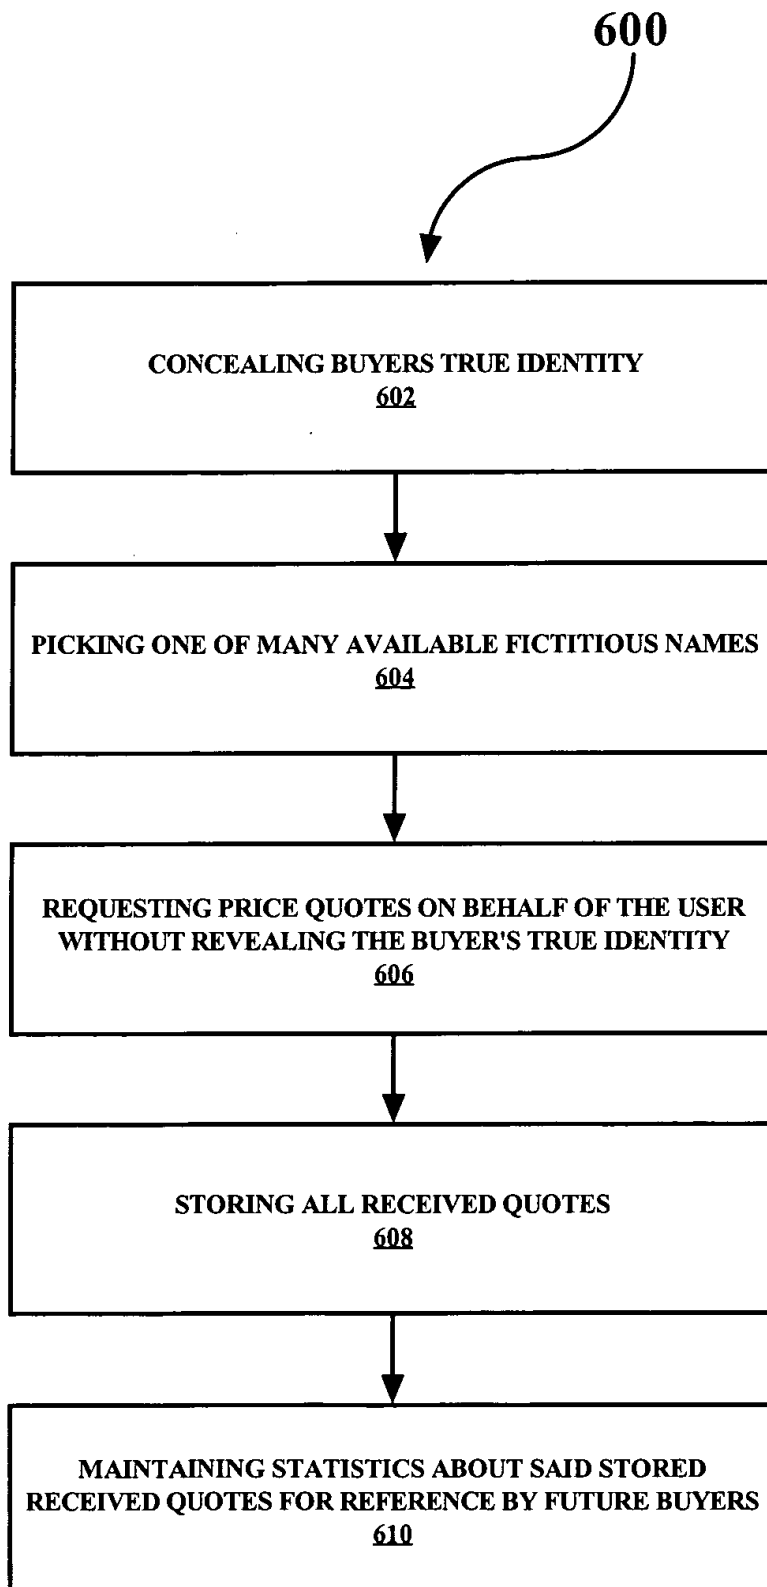 600
CONCEALING BUYERS TRUE IDENTITY
602
PICKING ONE OF MANY AVAILABLE FICTITIOUS NAMES
604
REQUESTING PRICE QUOTES ON BEHALF OF THE USER
WITHOUT REVEALING THE BUYER'S TRUE IDENTITY
606
STORING ALL RECEIVED QUOTES
608
MAINTAINING STATISTICS ABOUT SAID STORED
RECEIVED QUOTES FOR REFERENCE BY FUTURE BUYERS
610